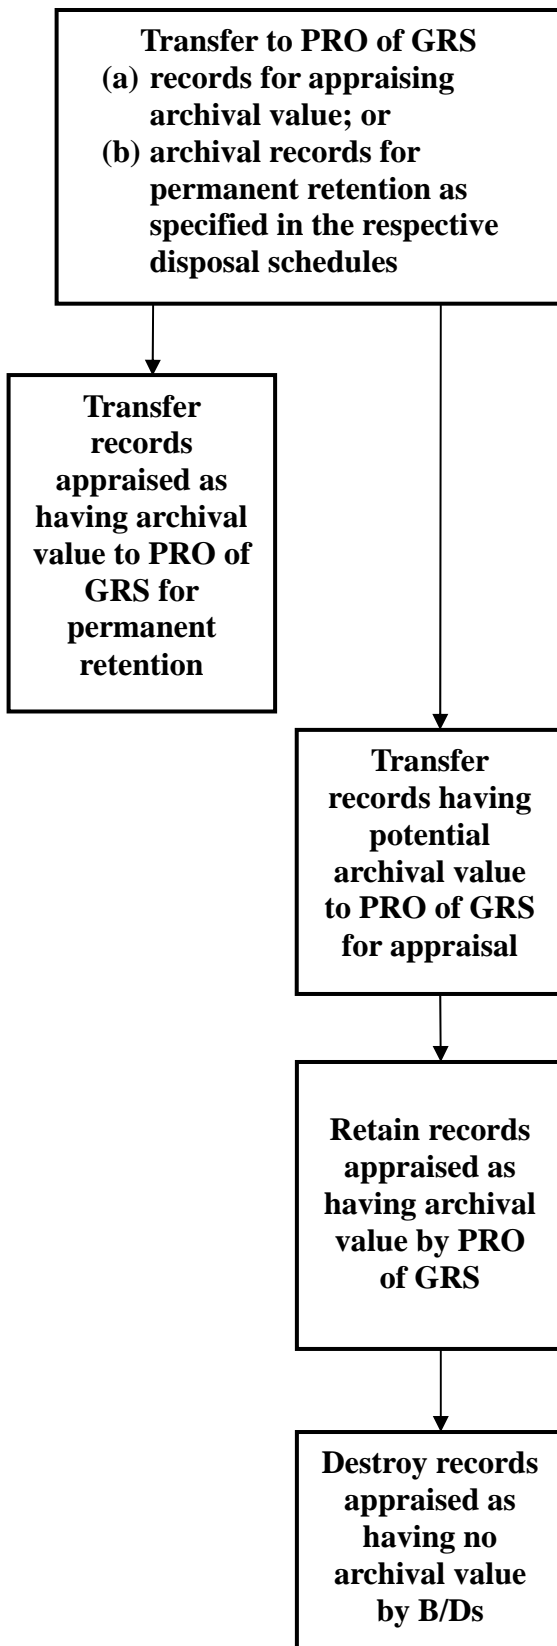 Transfer to PRO of GRS
(a) records for appraising
archival value; or
(b) archival records for
permanent retention as
specified in the respective
disposal schedules
Transfer
records
appraised as
having archival
value to PRO of
GRS for
permanent
retention
Transfer
records having
potential
archival value
to PRO of GRS
for appraisal
Retain records
appraised as
having archival
value by PRO
of GRS
Destroy records
appraised as
having no
archival value
by B/Ds